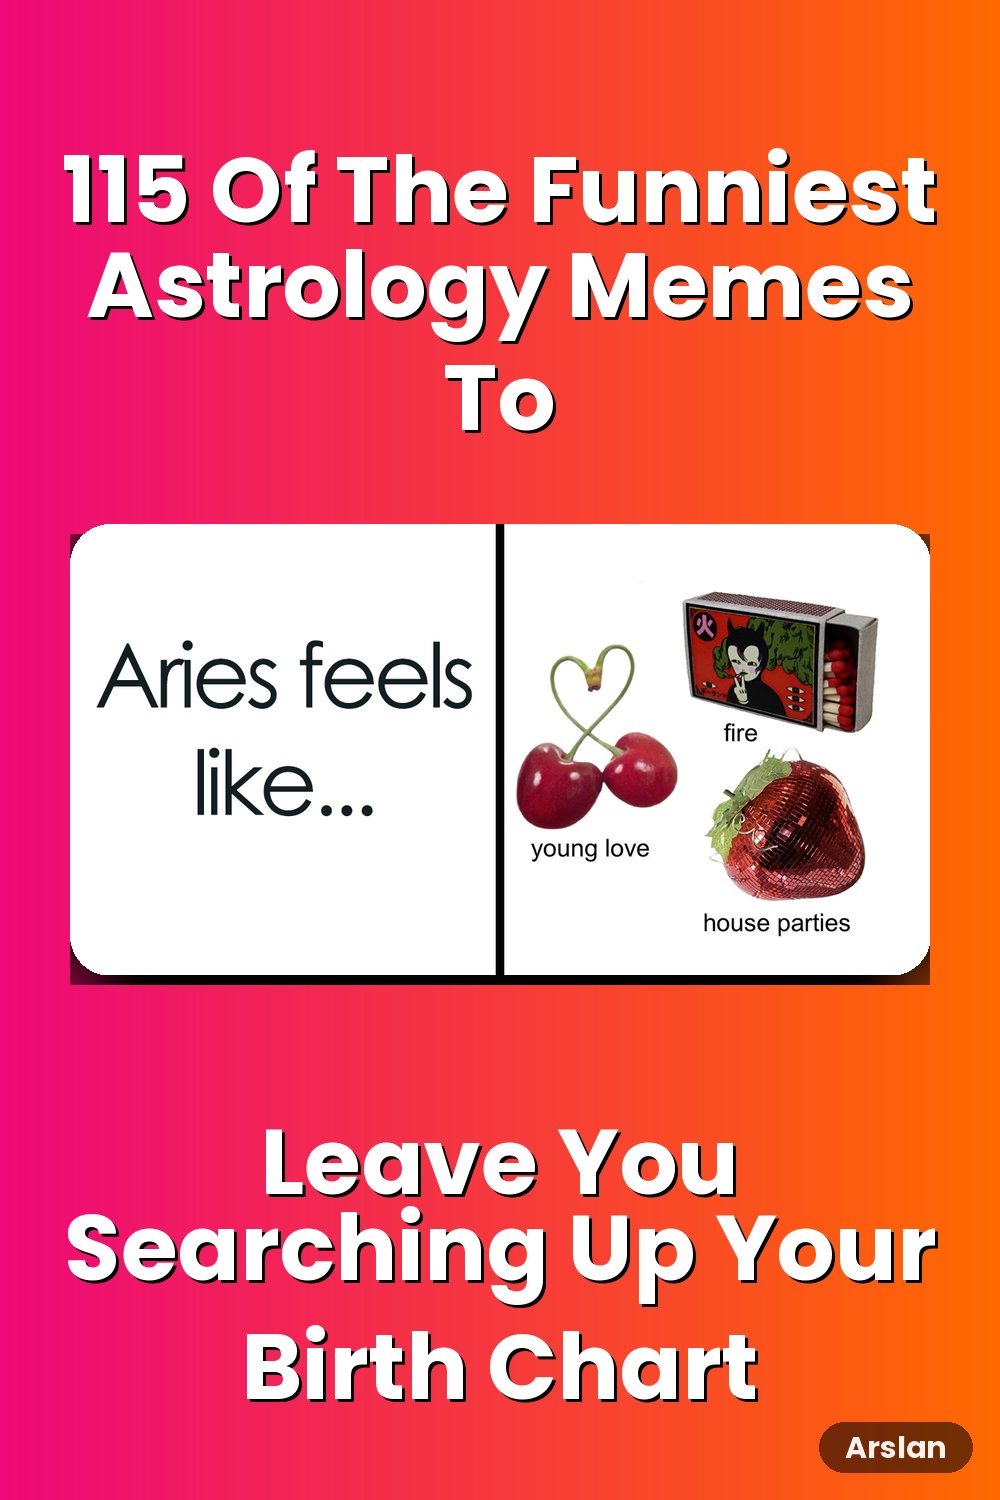 115 Of The Funniest
Astrology Memes
To
Aries feels
like...
火
fire
young love
house parties
Leave You
Searching Up Your
Birth Chart
Arslan